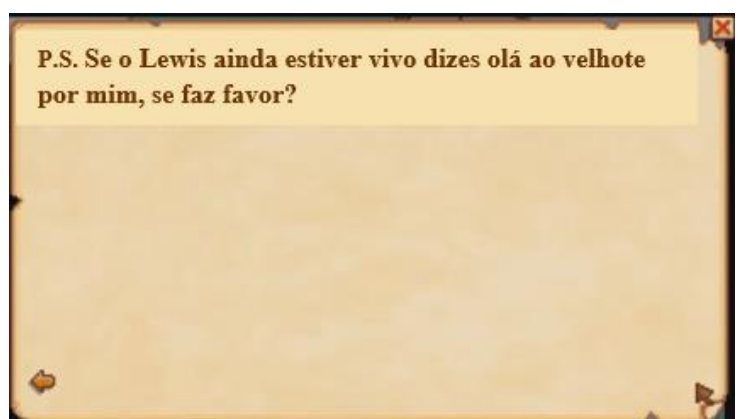 P.S. Se o Lewis ainda estiver vivo dizes olá ao velhote
por mim, se faz favor?